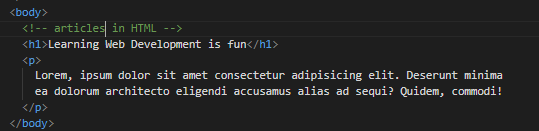 <body>
<!-- articles in HTML -->
<h1>Learning Web Development is fun</h1>
<p>
Lorem, ipsum dolor sit amet consectetur adipisicing elit. Deserunt minima
ea dolorum architecto eligendi accusamus alias ad sequi? Quidem, commodi!
</p>
</body>